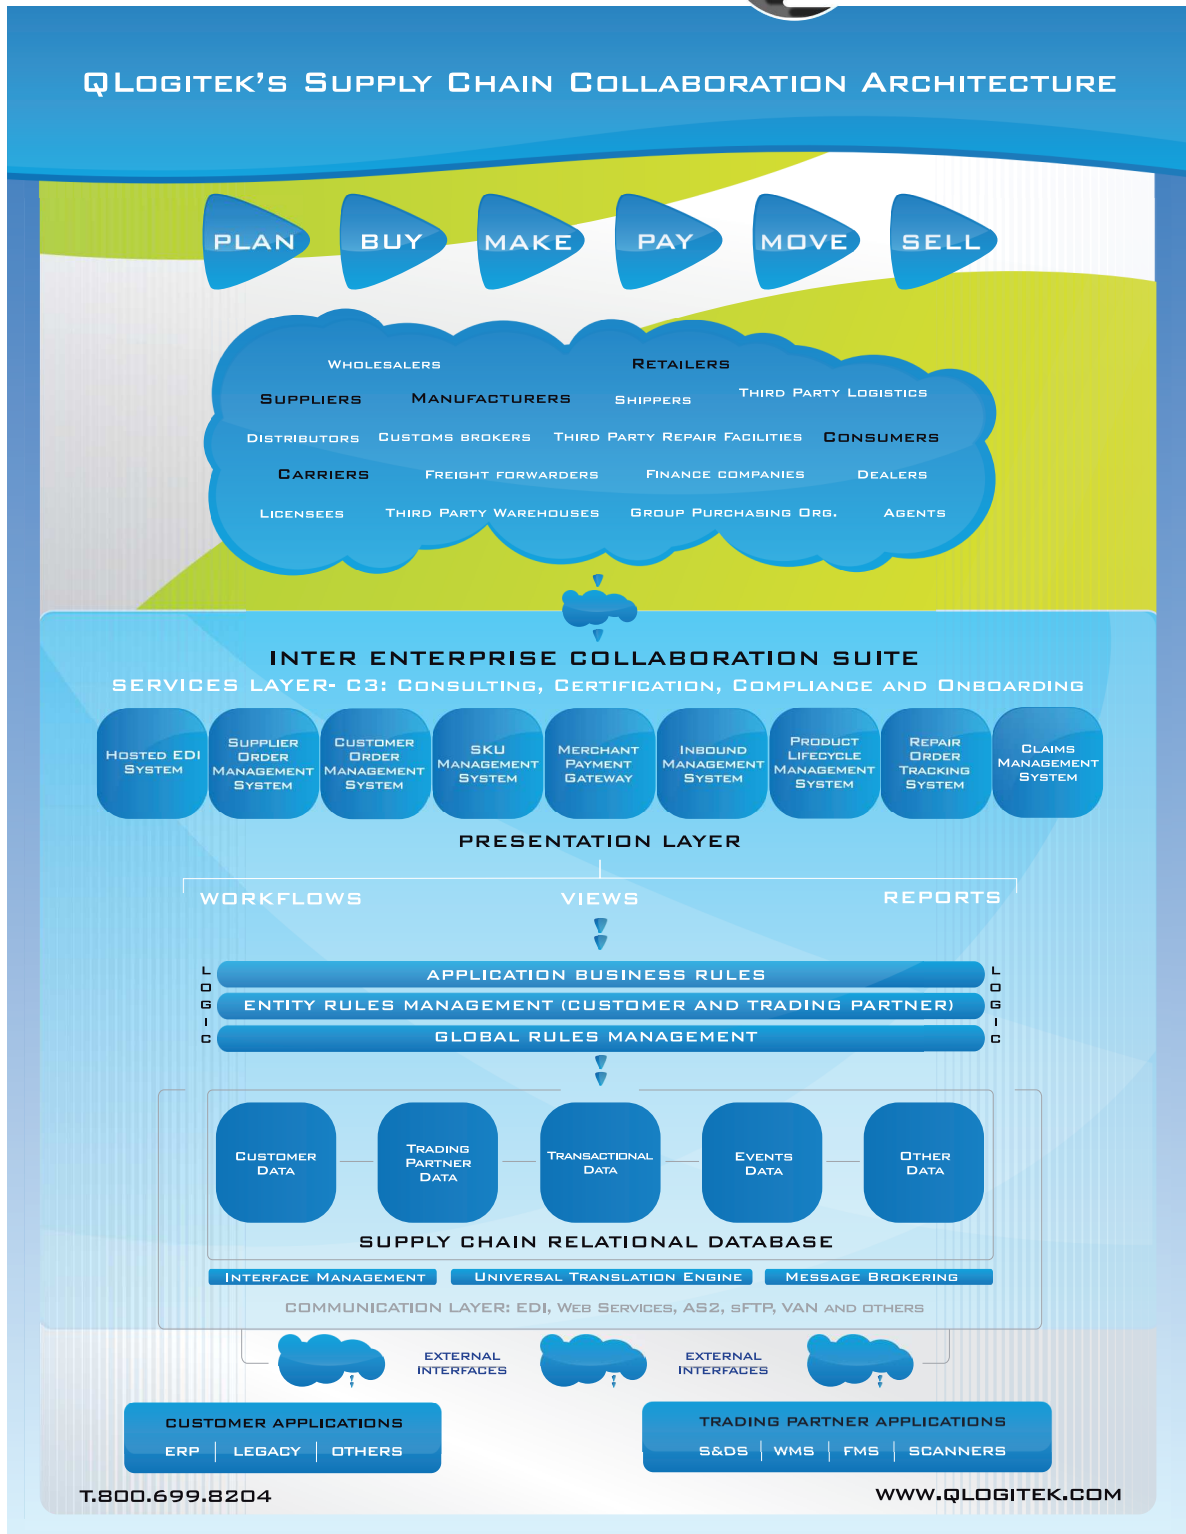 QLogitek's Supply Chain Collaboration Architecture
PLAN
BUY
MAKE
PAY
MOVE
SELL
Wholesalers
Retailers
Suppliers
Manufacturers
Shippers
Third Party Logistics
Distributors
Customs brokers
Third Party Repair Facilities
Consumers
Carriers
Freight forwarders
Finance companies
Dealers
Licensees
Third Party Warehouses
Group Purchasing Org.
Agents
INTER ENTERPRISE COLLABORATION SUITE
SERVICES LAYER- C3: Consulting, Certification, Compliance and Onboarding
Hosted EDI
System
Supplier
Order
Management
System
Customer
Order
Management
System
SKU
Management
System
Merchant
Payment
Gateway
Inbound
Management
System
Product
Lifecycle
Management
System
Repair
Order
Tracking
System
Claims
Management
System
PRESENTATION LAYER
WORKFLOWS
VIEWS
REPORTS
LOGIC
APPLICATION BUSINESS RULES
ENTITY RULES MANAGEMENT (CUSTOMER AND TRADING PARTNER)
GLOBAL RULES MANAGEMENT
LOGIC
Customer
Data
Trading
Partner
Data
Transactional
Data
Events
Data
Other
Data
SUPPLY CHAIN RELATIONAL DATABASE
Interface Management
Universal Translation Engine
Message Brokering
COMMUNICATION LAYER: EDI, Web Services, AS2, sFTP, VAN and others
EXTERNAL
INTERFACES
EXTERNAL
INTERFACES
CUSTOMER APPLICATIONS
ERP | LEGACY | OTHERS
TRADING PARTNER APPLICATIONS
S&DS | WMS | FMS | SCANNERS
T.800.699.8204
WWW.QLOGITEK.COM